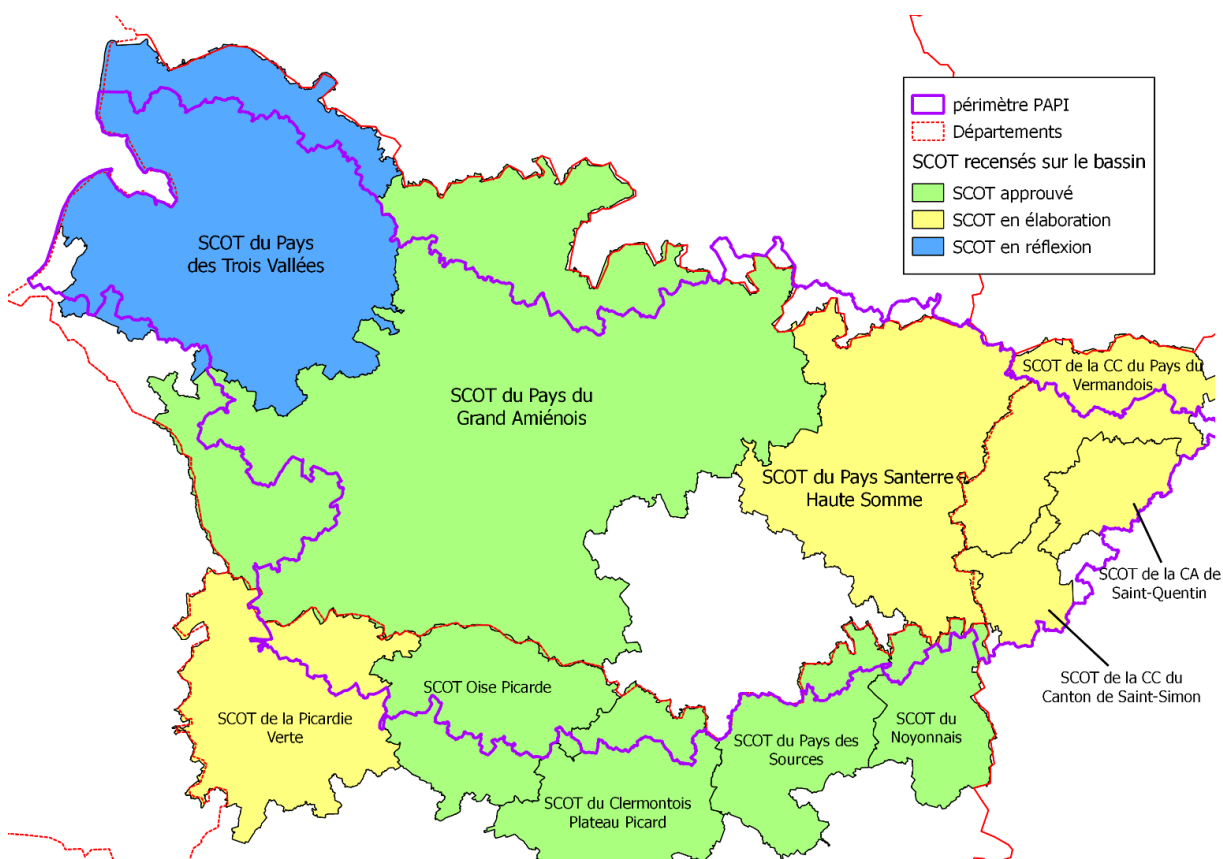 périmètre PAPI
Départements
SCOT recensés sur le bassin
SCOT approuvé
SCOT en élaboration
SCOT en réflexion
SCOT du Pays
des Trois Vallées
SCOT du Pays du
Grand Amiénois
SCOT de la CC du Pays du
Vermandois
SCOT du Pays Santerre -
Haute Somme
SCOT de la CA de
Saint-Quentin
SCOT de la CC du
Canton de Saint-Simon
SCOT Oise Picarde
SCOT de la Picardie
Verte
SCOT du
Noyonnais
SCOT du Pays des
Sources
SCOT du Clermontois
Plateau Picard